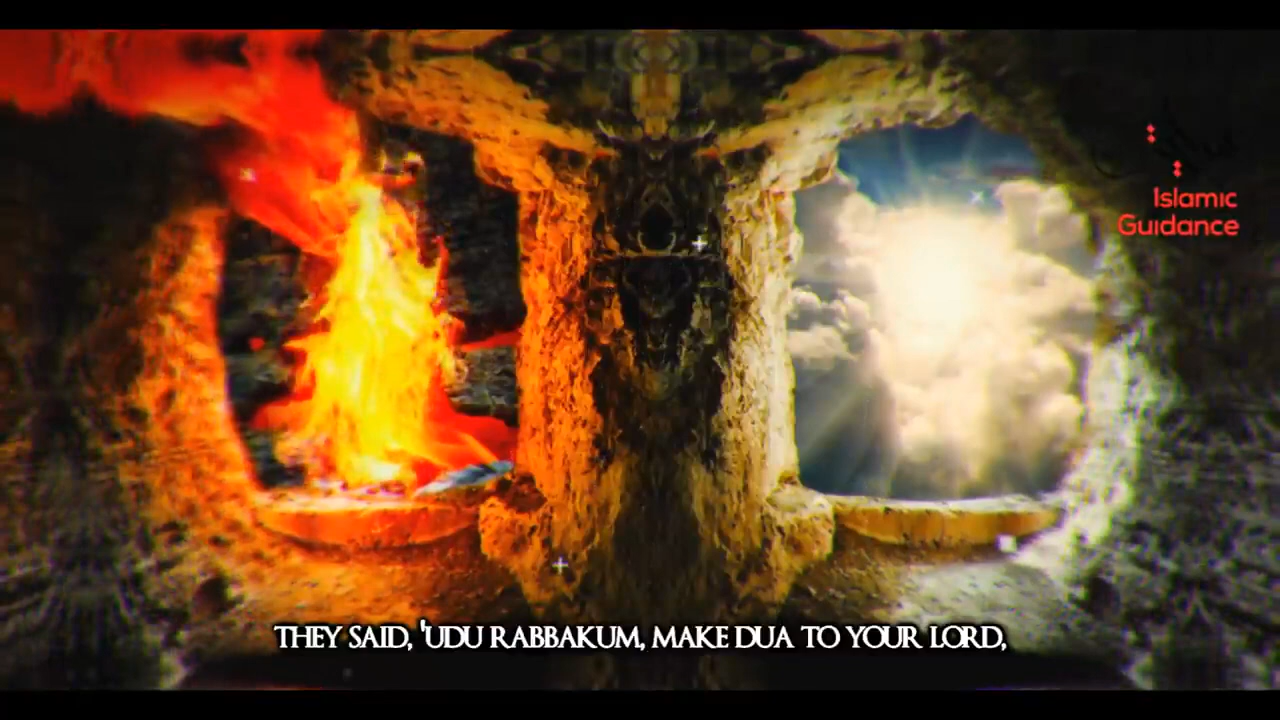 Islamic
Guidance
THEY SAID, 'UDU RABBAKUM, MAKE DUA TO YOUR LORD,